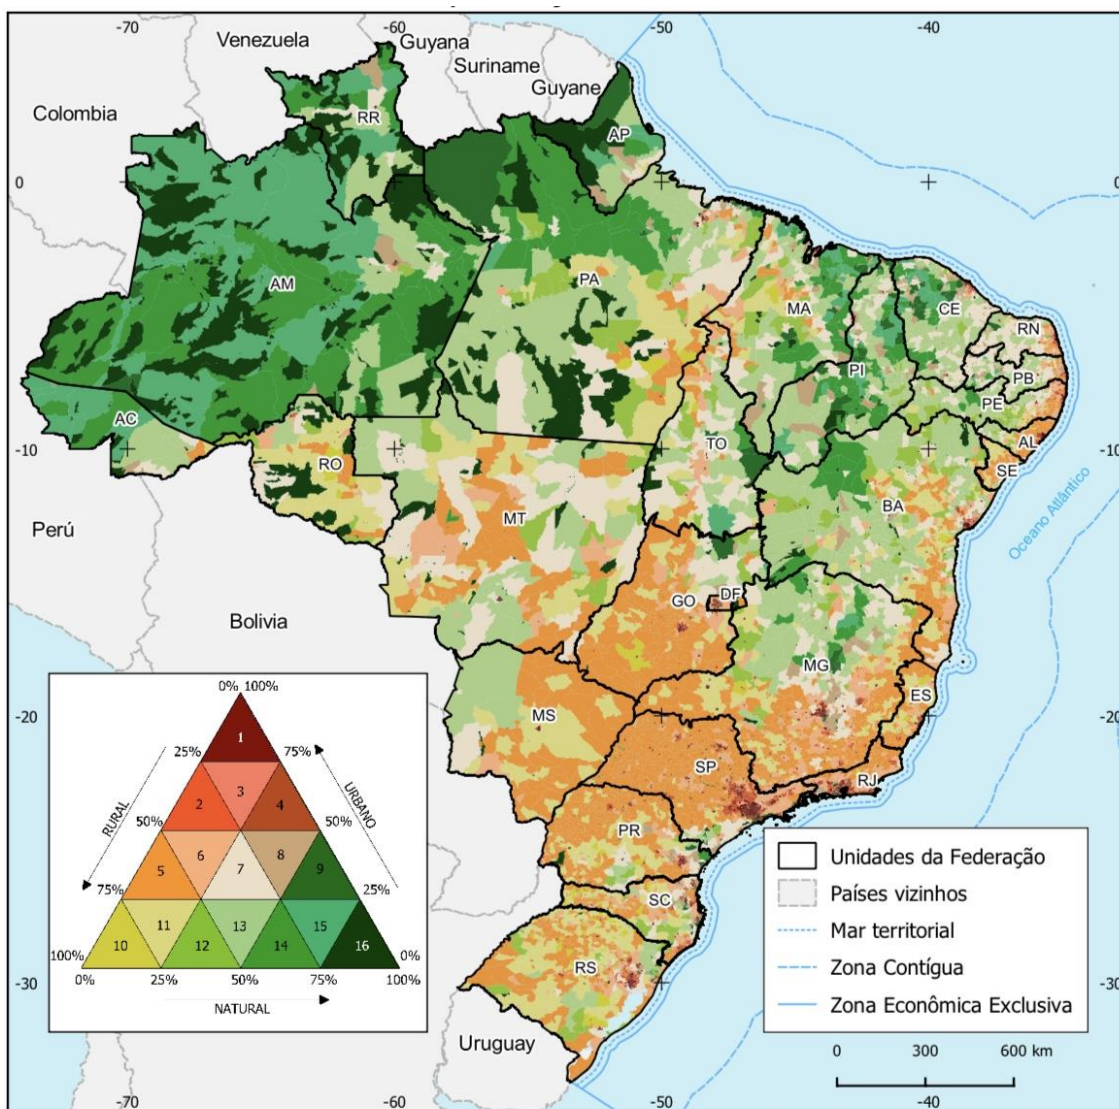 -70
-60
-50
-40
Venezuela
Guyana
Suriname
Guyane
Colombia
RR
AP
0
0
AM
PA
MA
CE
RN
PI
PB
PE
AC
-10
TO
AL
-10
RO
SE
BA
MT
Perú
Oceano Atlântico
GO
DF
Bolivia
MG
ES
0% 100%
MS
-20
-20
1
25%
75%
SP
RJ
RURAL
URBANO
2
3
4
50%
50%
PR
5
6
7
8
9
75%
25%
SC
10
11
12
13
14
15
16
100%
0%
0%
25%
50%
75%
100%
NATURAL
RS
-30
-30
Uruguay
Unidades da Federação
Países vizinhos
Mar territorial
Zona Contígua
Zona Econômica Exclusiva
0
300
600 km
-70
-60
-50
-40